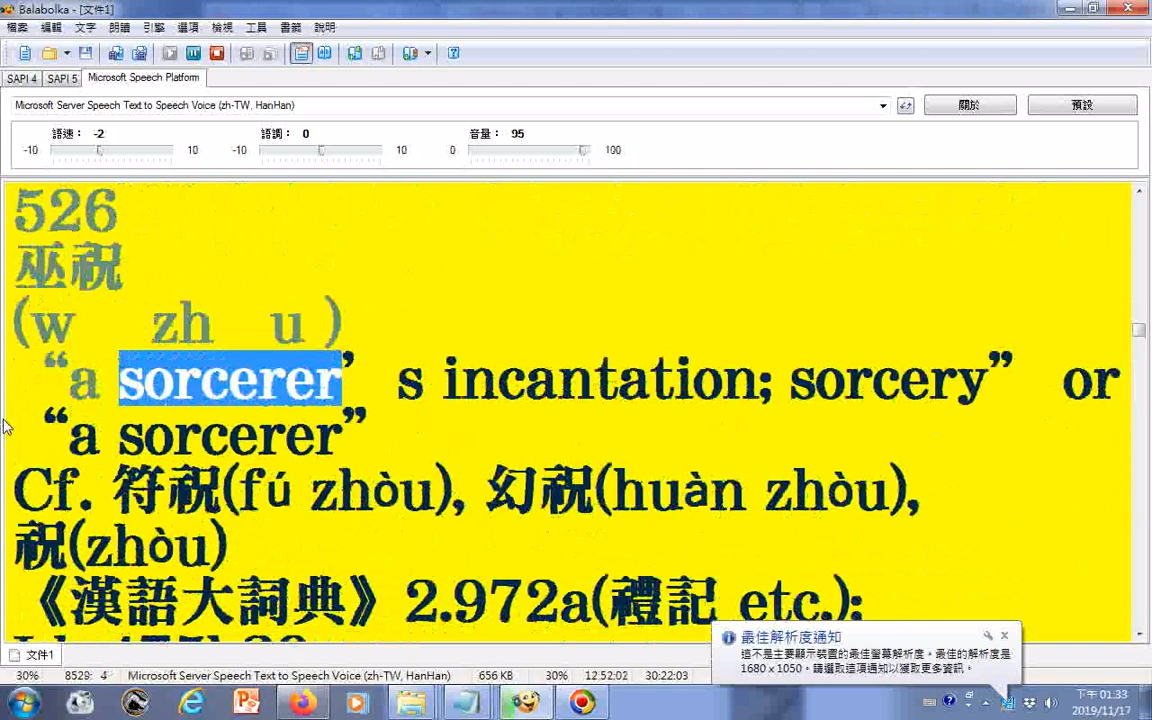 Balabolka - [文件1]
檔案 編輯 文字 朗讀 引擎 選項 檢視 工具 書籤 說明
SAPI 4 SAPI 5 Microsoft Speech Platform
Microsoft Server Speech Text to Speech Voice (zh-TW, HanHan)
關於 預設
語速： -2 語調： 0 音量： 95
-10 10 -10 10 0 100
526
巫祝
(w zh u )
“a sorcerer’ s incantation; sorcery” or
“a sorcerer”
Cf. 符祝(fú zhòu), 幻祝(huàn zhòu),
祝(zhòu)
《漢語大詞典》 2.972a(禮記 etc.);
最佳解析度通知
這不是主要顯示裝置的最佳螢幕解析度。最佳的解析度是
1680 x 1050。請選取這項通知以獲取更多資訊。
文件1
30% 8529: 4 Microsoft Server Speech Text to Speech Voice (zh-TW, HanHan) 656 KB 30% 12:52:02 30:22:03
下午 01:33
2019/11/17